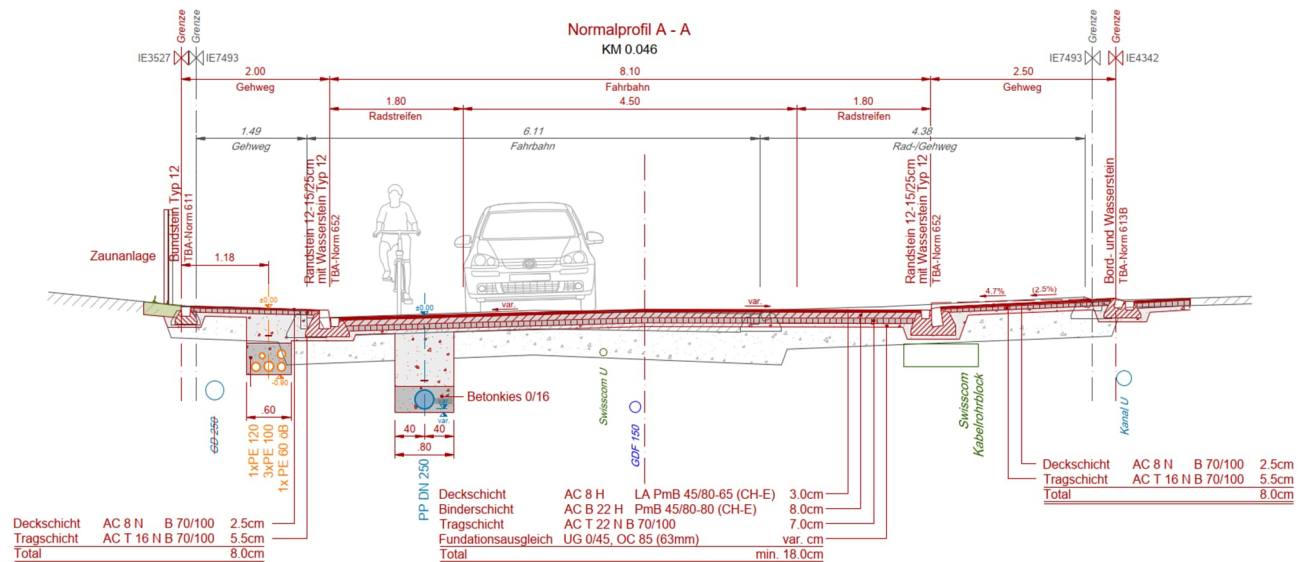 Normalprofil A - A
KM 0.046
Grenze
Grenze
IE3527
IE7493
Grenze
Grenze
IE7493
IE4342
2.00
Gehweg
8.10
Fahrbahn
2.50
Gehweg
1.80
Radstreifen
4.50
1.80
Radstreifen
1.49
Gehweg
6.11
Fahrbahn
4.38
Rad-/Gehweg
Bundstein Typ 12
TBA-Norm 611
Randstein 12-15/25cm
mit Wasserstein Typ 12
TBA-Norm 652
Randstein 12-15/25cm
mit Wasserstein Typ 12
TBA-Norm 652
Bord- und Wasserstein
TBA-Norm 613B
Zaunanlage
1.18
±0.00
±0.00
var.
var.
4.7%
(2.5%)
-0.90
var.
Betonkies 0/16
.60
40
40
.80
GD 250
1xPE 120
3xPE 100
1x PE 60 dB
PP DN 250
Swisscom U
GDF 150
Swisscom
Kabelrohrblock
Kanal U
Deckschicht AC 8 N B 70/100 2.5cm
Tragschicht AC T 16 N B 70/100 5.5cm
Total 8.0cm
Deckschicht AC 8 H LA PmB 45/80-65 (CH-E) 3.0cm
Binderschicht AC B 22 H PmB 45/80-80 (CH-E) 8.0cm
Tragschicht AC T 22 N B 70/100 7.0cm
Fundationsausgleich UG 0/45, OC 85 (63mm) var. cm
Total min. 18.0cm
Deckschicht AC 8 N B 70/100 2.5cm
Tragschicht AC T 16 N B 70/100 5.5cm
Total 8.0cm